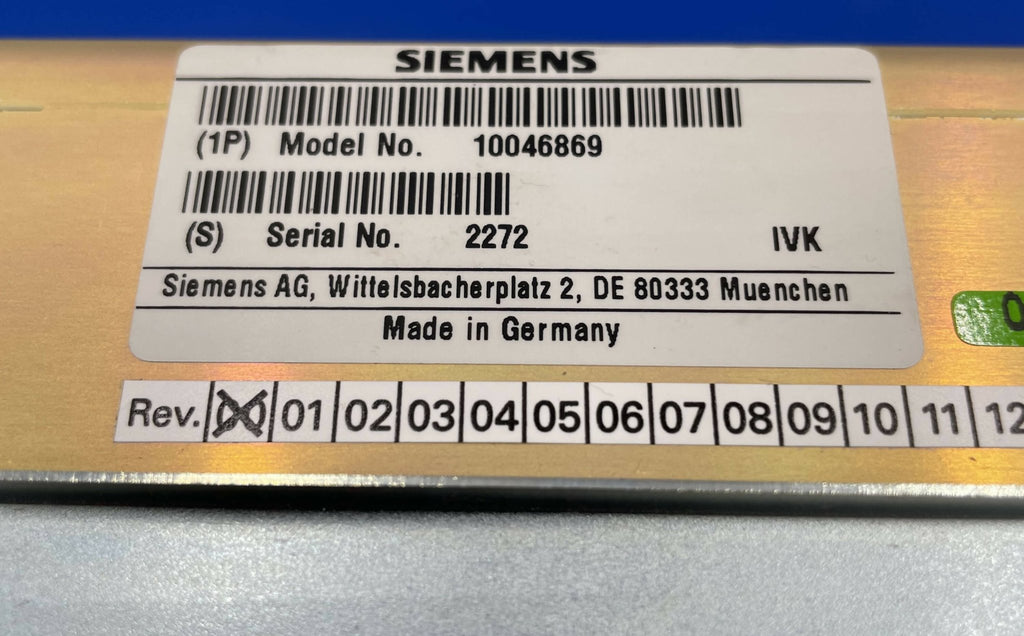 SIEMENS
(1P) Model No. 10046869
(S) Serial No. 2272 IVK
Siemens AG, Wittelsbacherplatz 2, DE 80333 Muenchen
Made in Germany
0
Rev. 00 01 02 03 04 05 06 07 08 09 10 11 12